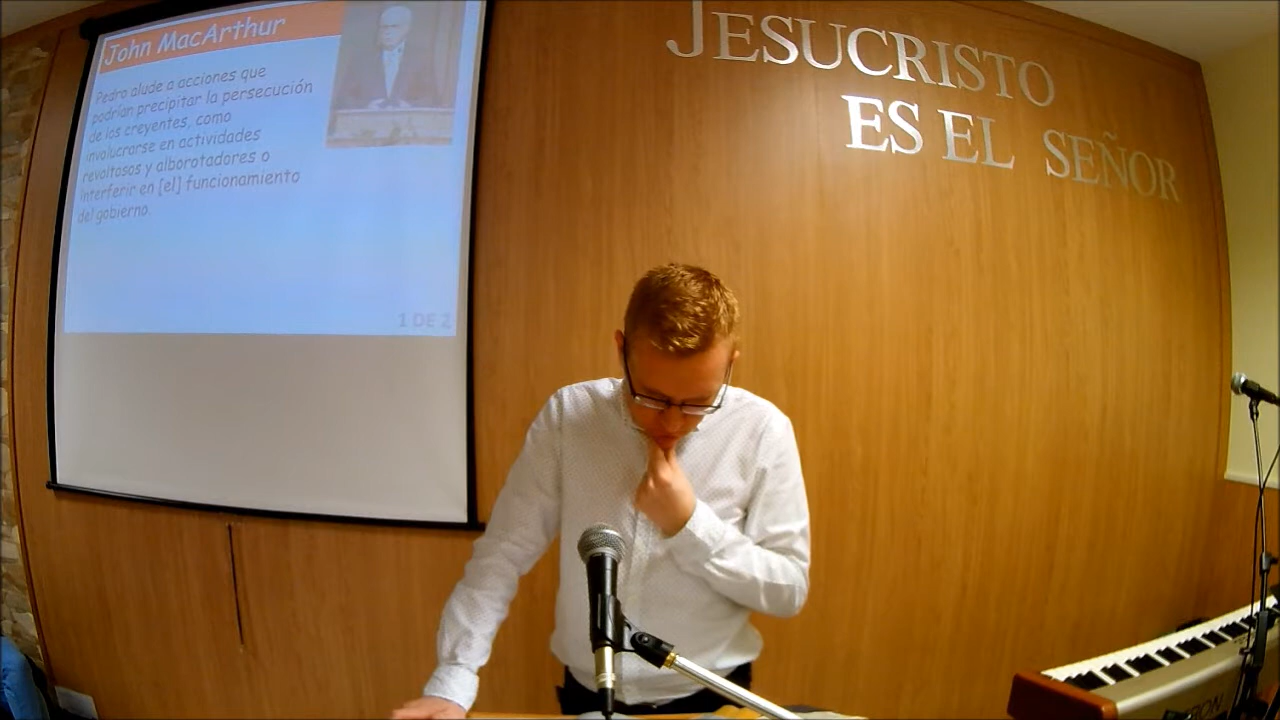 John MacArthur
Pedro alude a acciones que
podrían precipitar la persecución
de los creyentes, como
involucrarse en actividades
revoltosos y alborotadores o
interferir en [el] funcionamiento
del gobierno.
1 DE 2
JESUCRISTO
ES EL SEÑOR